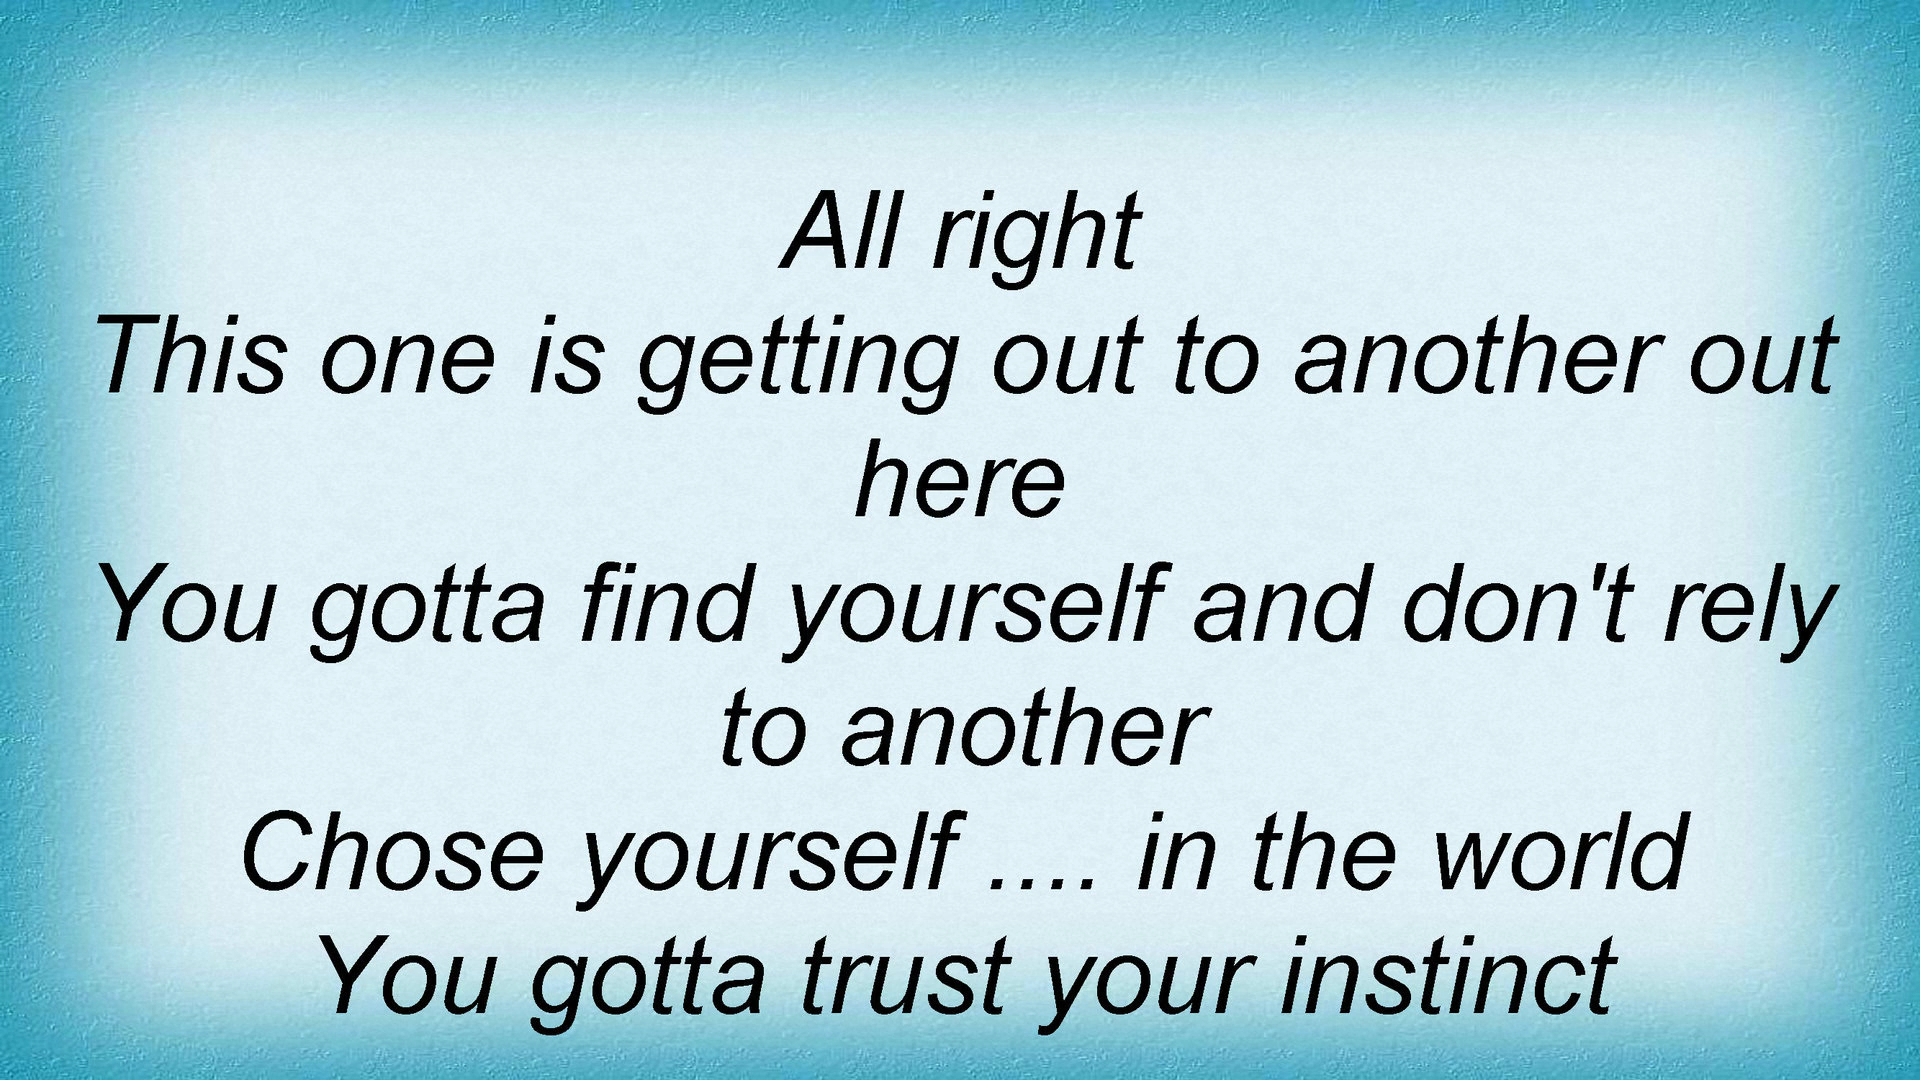 All right
This one is getting out to another out
here
You gotta find yourself and don't rely
to another
Chose yourself .... in the world
You gotta trust your instinct